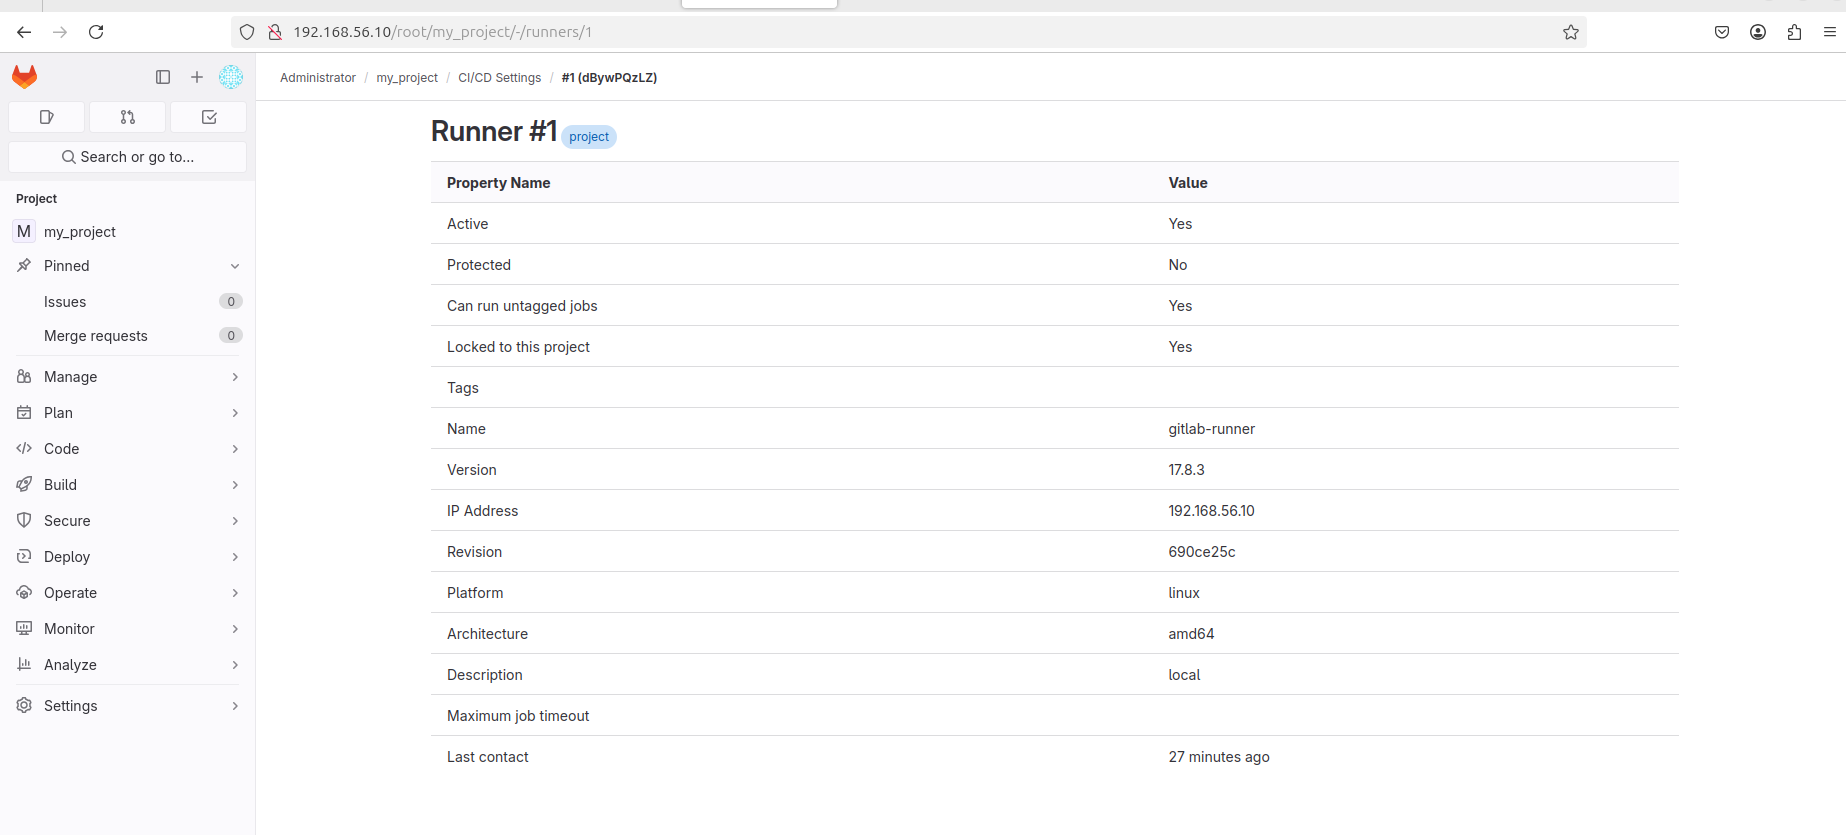 192.168.56.10/root/my_project/-/runners/1
Administrator / my_project / CI/CD Settings / #1 (dBywPQzLZ)
Search or go to...
Project
M my_project
Pinned
Issues 0
Merge requests 0
Manage
Plan
Code
Build
Secure
Deploy
Operate
Monitor
Analyze
Settings
Runner #1 project
Property Name Value
Active Yes
Protected No
Can run untagged jobs Yes
Locked to this project Yes
Tags
Name gitlab-runner
Version 17.8.3
IP Address 192.168.56.10
Revision 690ce25c
Platform linux
Architecture amd64
Description local
Maximum job timeout
Last contact 27 minutes ago